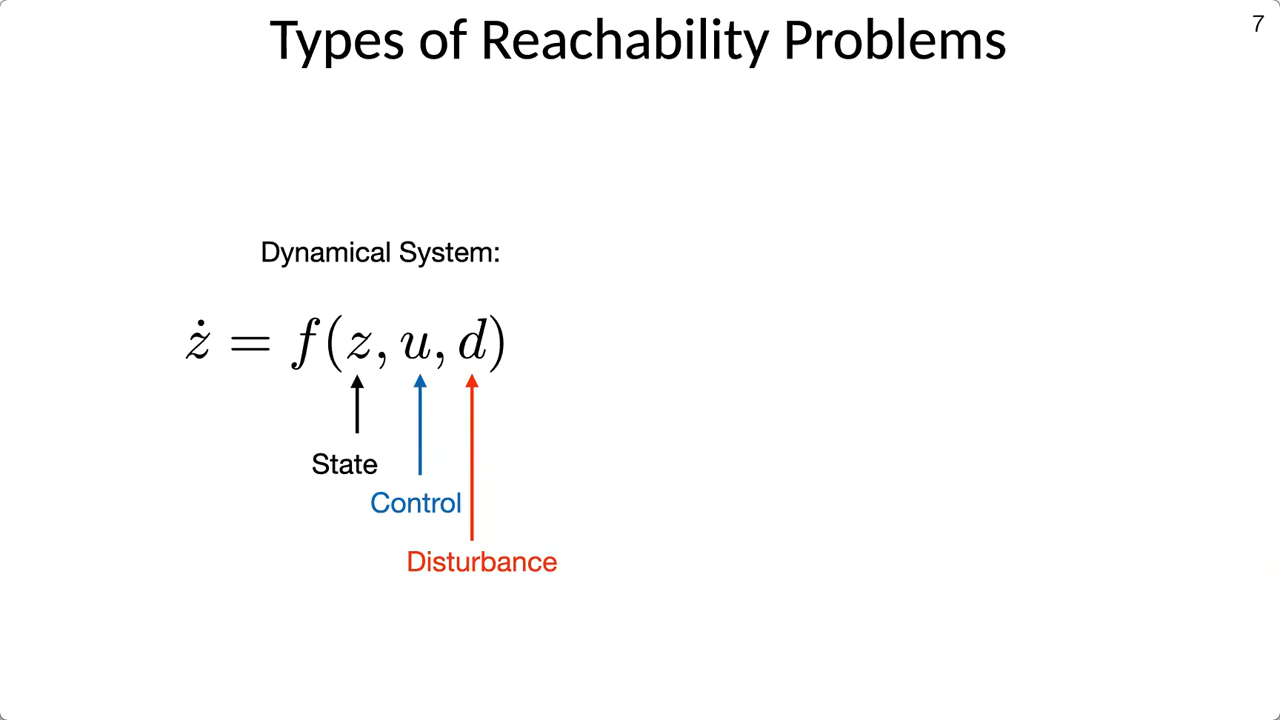 Types of Reachability Problems
7
Dynamical System:
ż = f(z, u, d)
State
Control
Disturbance